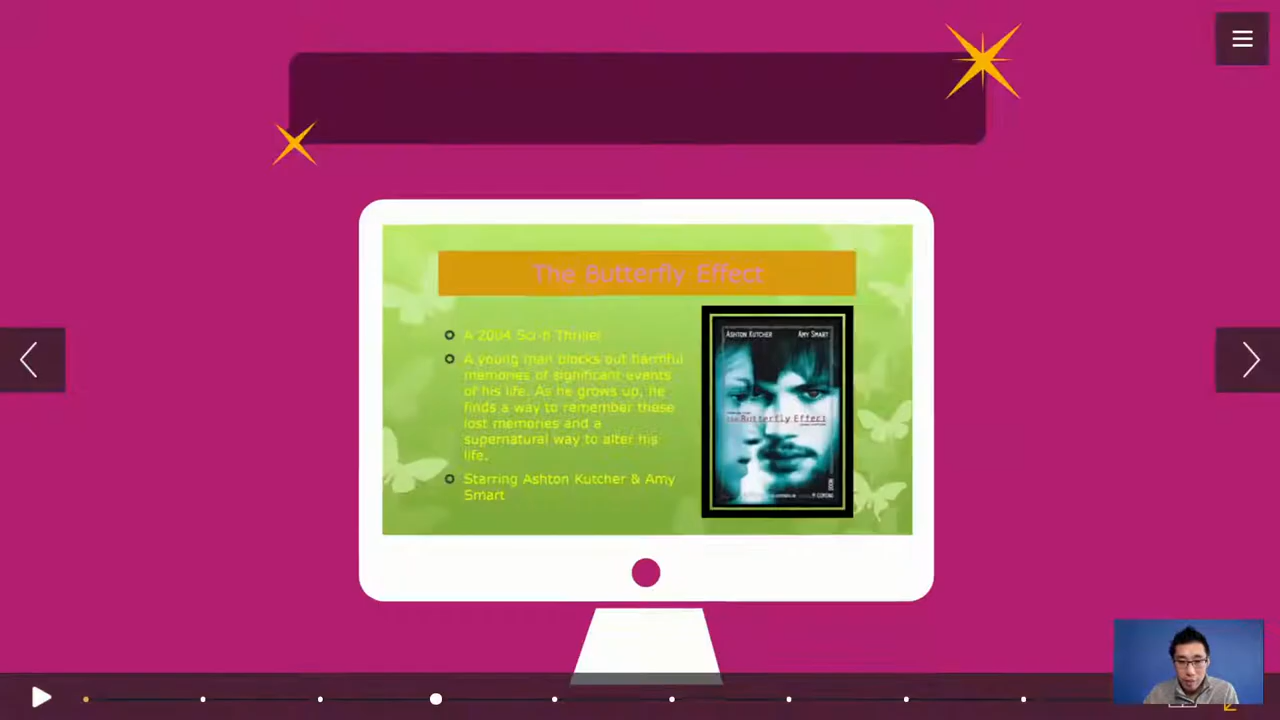 The Butterfly Effect
A 2004 Sci-fi Thriller
A young man blocks out harmful
memories of significant events
of his life. As he grows up, he
finds a way to remember these
lost memories and a
supernatural way to alter his
life.
Starring Ashton Kutcher & Amy
Smart
ASHTON KUTCHER AMY SMART
The Butterfly Effect